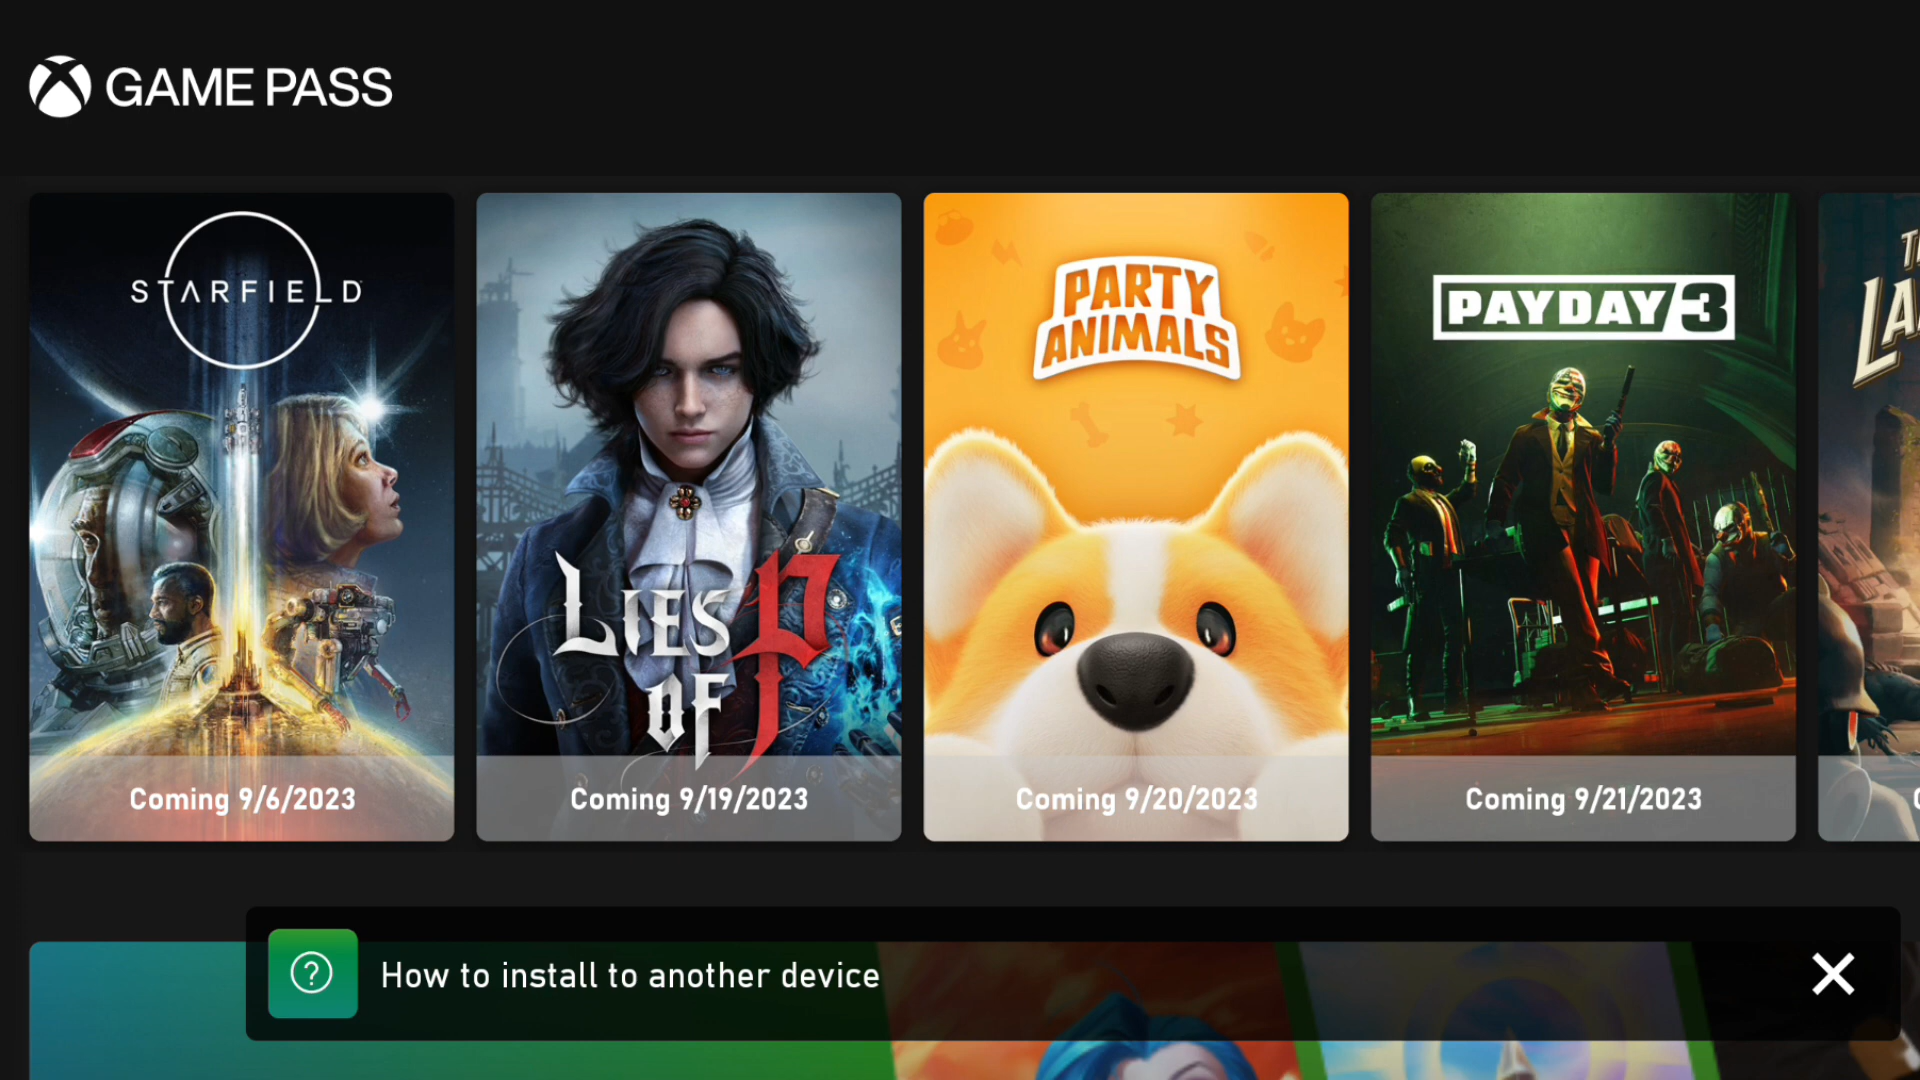 GAME PASS
STARFIELD
LIES
OF P
PARTY
ANIMALS
PAYDAY 3
Coming 9/6/2023
Coming 9/19/2023
Coming 9/20/2023
Coming 9/21/2023
How to install to another device